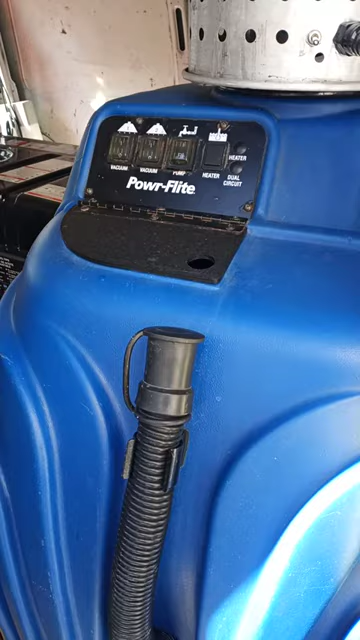 VACUUM
VACUUM
PUMP
HEATER
HEATER
DUAL
CIRCUIT
Powr-Flite